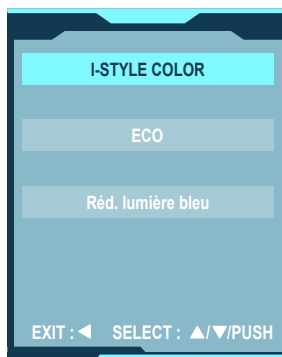 I-STYLE COLOR
ECO
Réd. lumière bleu
EXIT : ◀ SELECT : ▲/▼/PUSH